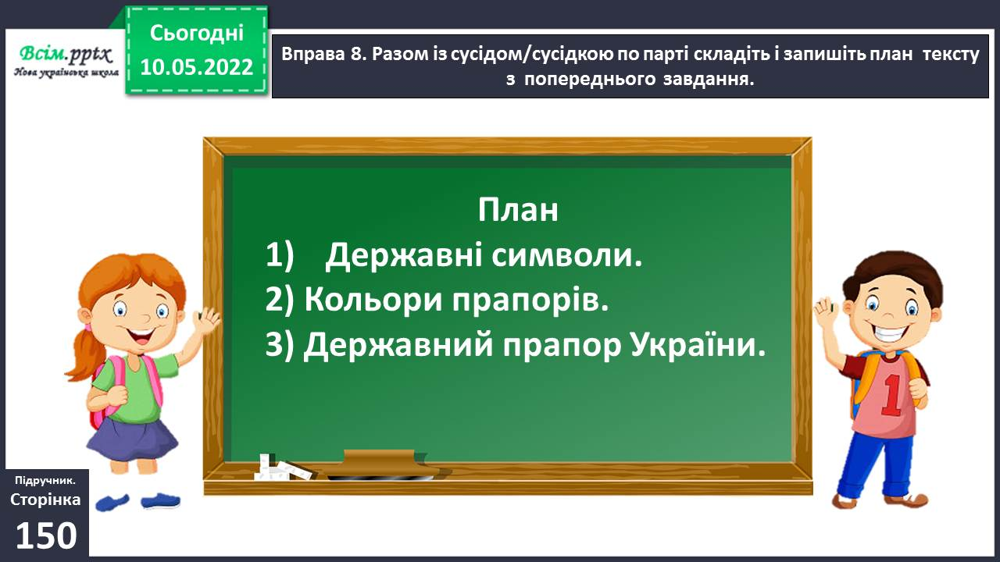 Всім.pptx
Нова українська школа
Сьогодні
10.05.2022
Вправа 8. Разом із сусідом/сусідкою по парті складіть і запишіть план тексту
з попереднього завдання.
План
1) Державні символи.
2) Кольори прапорів.
3) Державний прапор України.
1
Підручник.
Сторінка
150